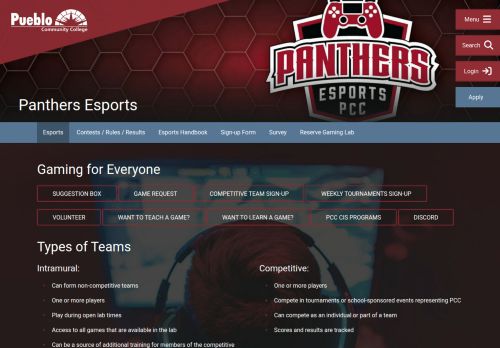 Pueblo
Community College
PANTHERS
ESPORTS
PCC
Menu
Search
Login
Apply
Panthers Esports
Esports
Contests / Rules / Results
Esports Handbook
Sign-up Form
Survey
Reserve Gaming Lab
Gaming for Everyone
SUGGESTION BOX
GAME REQUEST
COMPETITIVE TEAM SIGN-UP
WEEKLY TOURNAMENTS SIGN-UP
VOLUNTEER
WANT TO TEACH A GAME?
WANT TO LEARN A GAME?
PCC CIS PROGRAMS
DISCORD
Types of Teams
Intramural:
Can form non-competitive teams
One or more players
Play during open lab times
Access to all games that are available in the lab
Can be a source of additional training for members of the competitive
Competitive:
One or more players
Compete in tournaments or school-sponsored events representing PCC
Can compete as an individual or part of a team
Scores and results are tracked